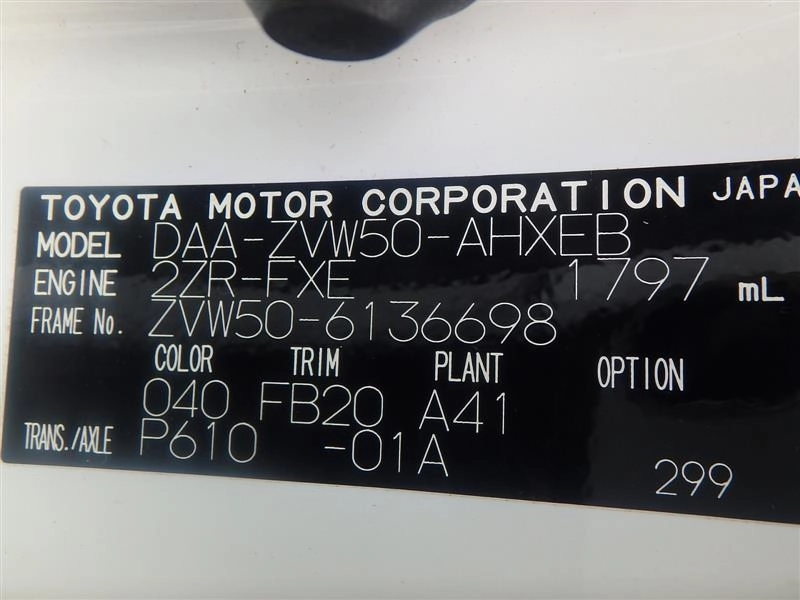 TOYOTA MOTOR CORPORATION JAPA
MODEL DAA-ZVW50-AHXEB
ENGINE 2ZR-FXE 1797 mL
FRAME No. ZVW50-6136698
COLOR TRIM PLANT OPTION
040 FB20 A41
TRANS./AXLE P610 -01A
299